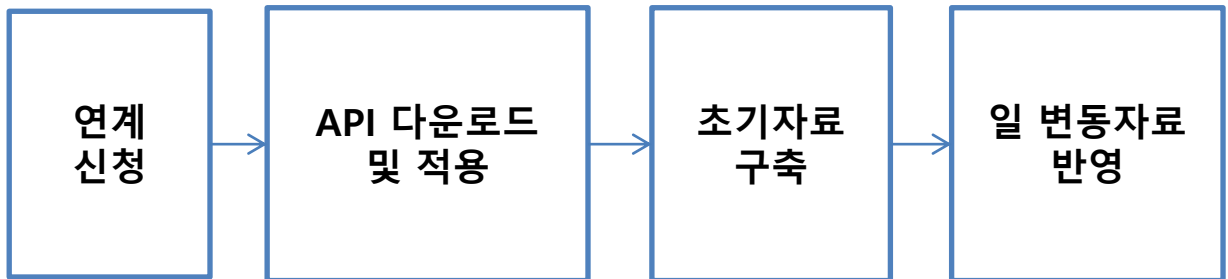 연계
신청
API 다운로드
및 적용
초기자료
구축
일 변동자료
반영